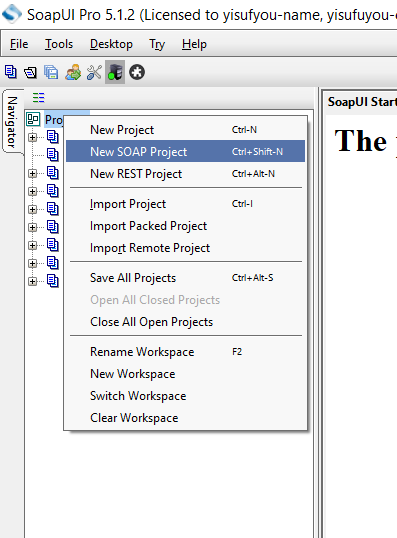 SoapUI Pro 5.1.2 (Licensed to yisufyou-name, yisufuyou-
File Tools Desktop Try Help
Navigator
SoapUI Start
Pro
The
New Project Ctrl-N
New SOAP Project Ctrl+Shift-N
New REST Project Ctrl+Alt-N
Import Project Ctrl-I
Import Packed Project
Import Remote Project
Save All Projects Ctrl+Alt-S
Open All Closed Projects
Close All Open Projects
Rename Workspace F2
New Workspace
Switch Workspace
Clear Workspace